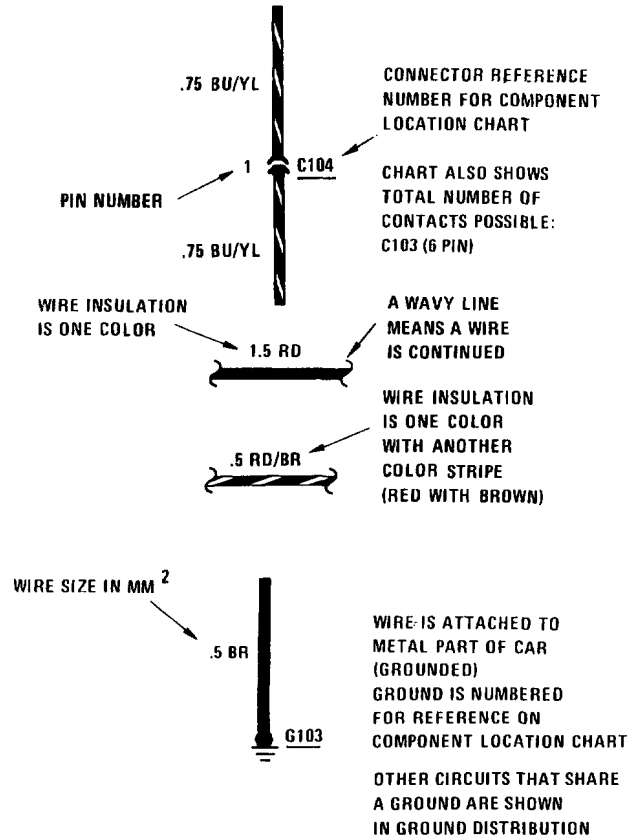 .75 BU/YL
CONNECTOR REFERENCE
NUMBER FOR COMPONENT
LOCATION CHART
1
C104
PIN NUMBER
CHART ALSO SHOWS
TOTAL NUMBER OF
CONTACTS POSSIBLE:
C103 (6 PIN)
.75 BU/YL
WIRE INSULATION
IS ONE COLOR
1.5 RD
A WAVY LINE
MEANS A WIRE
IS CONTINUED
.5 RD/BR
WIRE INSULATION
IS ONE COLOR
WITH ANOTHER
COLOR STRIPE
(RED WITH BROWN)
WIRE SIZE IN MM 2
.5 BR
G103
WIRE IS ATTACHED TO
METAL PART OF CAR
(GROUNDED)
GROUND IS NUMBERED
FOR REFERENCE ON
COMPONENT LOCATION CHART
OTHER CIRCUITS THAT SHARE
A GROUND ARE SHOWN
IN GROUND DISTRIBUTION